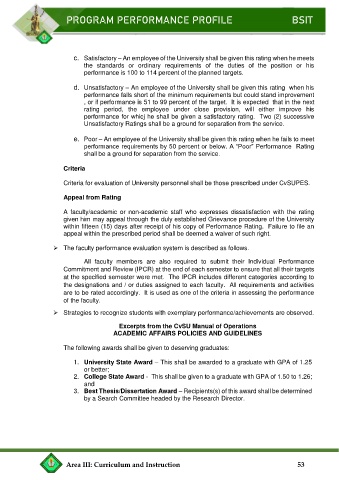 PROGRAM PERFORMANCE PROFILE BSIT
c. Satisfactory – An employee of the University shall be given this rating when he meets
the standards or ordinary requirements of the duties of the position or his
performance is 100 to 114 percent of the planned targets.
d. Unsatisfactory – An employee of the University shall be given this rating when his
performance falls short of the minimum requirements but could stand improvement
, or if performance is 51 to 99 percent of the target. It is expected that in the next
rating period, the employee under close provision, will either improve his
performance for whicj he shall be given a satisfactory rating. Two (2) successive
Unsatisfactory Ratings shall be a ground for separation from the service.
e. Poor – An employee of the University shall be given this rating when he fails to meet
performance requirements by 50 percent or below. A "Poor" Performance Rating
shall be a ground for separation from the service.
Criteria
Criteria for evaluation of University personnel shall be those prescribed under CvSUPES.
Appeal from Rating
A faculty/academic or non-academic staff who expresses dissatisfaction with the rating
given him may appeal through the duly established Grievance procedure of the University
within fifteen (15) days after receipt of his copy of Performance Rating. Failure to file an
appeal within the prescribed period shall be deemed a waiver of such right.
➢ The faculty performance evaluation system is described as follows.
All faculty members are also required to submit their Individual Performance
Commitment and Review (IPCR) at the end of each semester to ensure that all their targets
at the specified semester were met. The IPCR includes different categories according to
the designations and / or duties assigned to each faculty. All requirements and activities
are to be rated accordingly. It is used as one of the criteria in assessing the performance
of the faculty.
➢ Strategies to recognize students with exemplary performance/achievements are observed.
Excerpts from the CvSU Manual of Operations
ACADEMIC AFFAIRS POLICIES AND GUIDELINES
The following awards shall be given to deserving graduates:
1. University State Award – This shall be awarded to a graduate with GPA of 1.25
or better;
2. College State Award - This shall be given to a graduate with GPA of 1.50 to 1.26;
and
3. Best Thesis/Dissertation Award – Recipients(s) of this award shall be determined
by a Search Committee headed by the Research Director.
Area III: Curriculum and Instruction 53